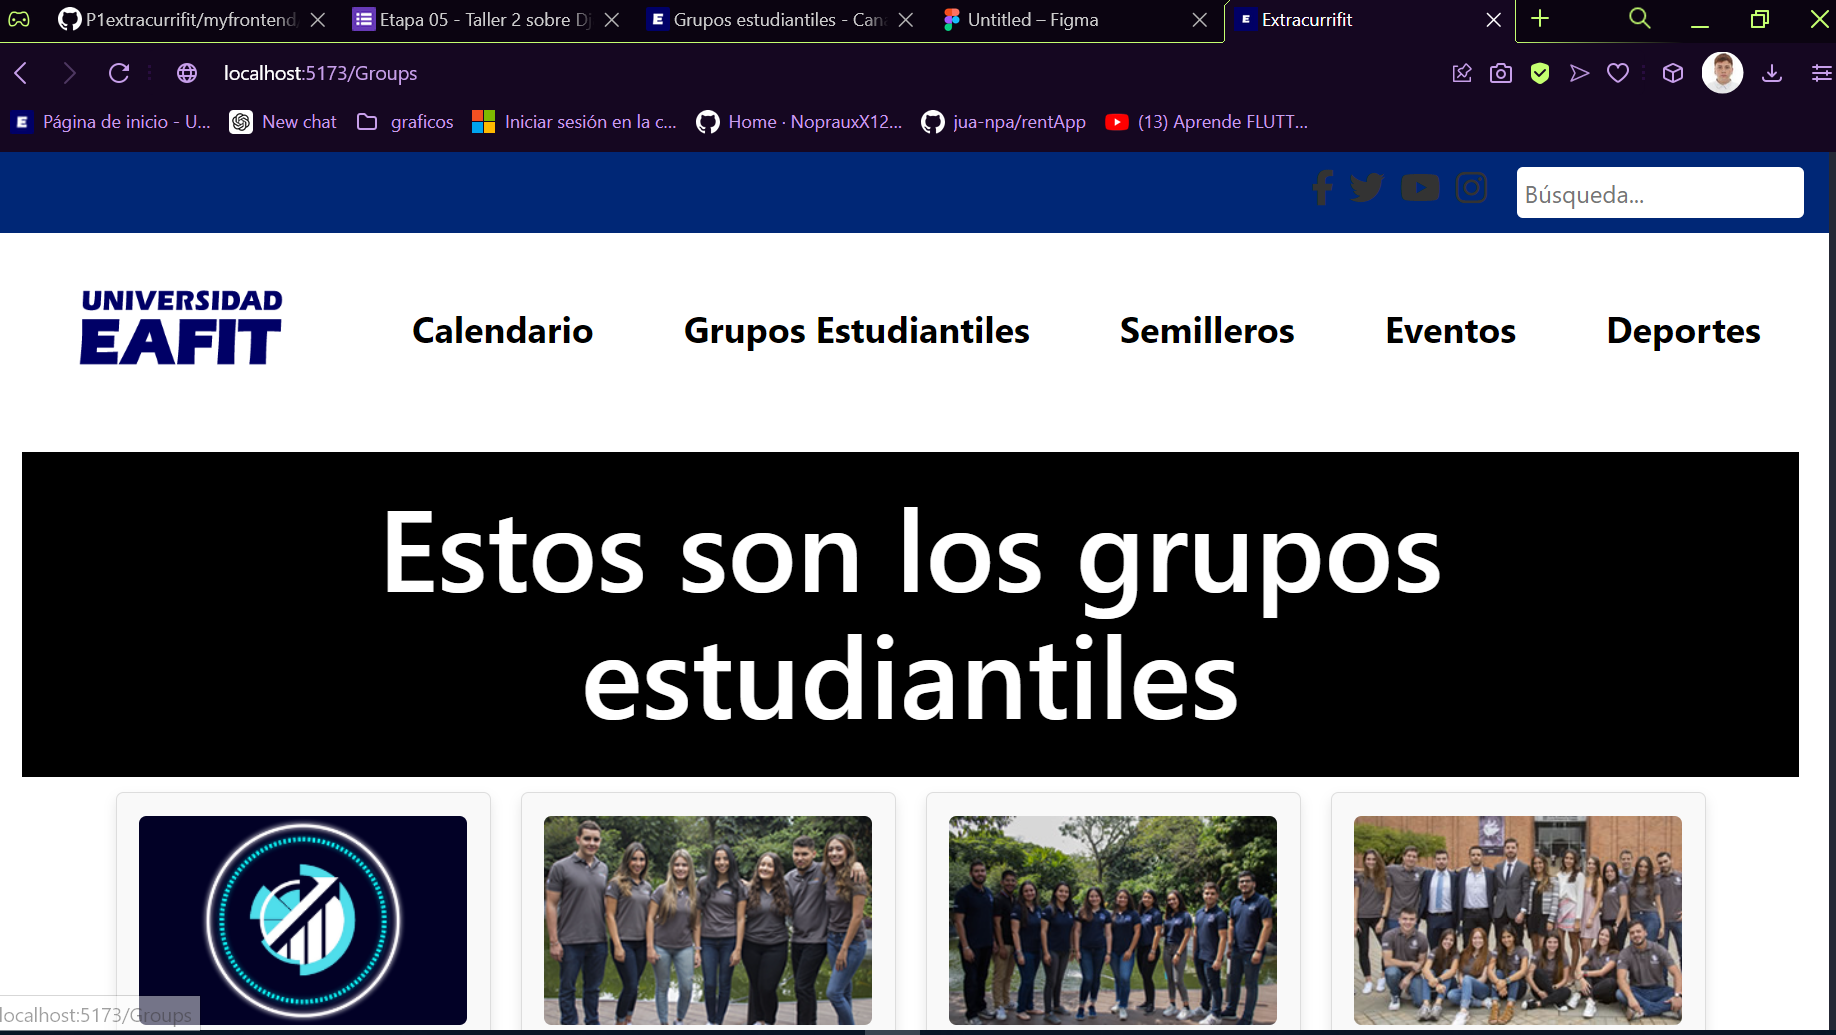 P1extracurrifit/myfrontend
Etapa 05 - Taller 2 sobre Dj
Grupos estudiantiles - Cana
Untitled – Figma
Extracurrifit
localhost:5173/Groups
Página de inicio - U...
New chat
graficos
Iniciar sesión en la c...
Home · NoprauxX12...
jua-npa/rentApp
(13) Aprende FLUTT...
Búsqueda...
UNIVERSIDAD
EAFIT
Calendario
Grupos Estudiantiles
Semilleros
Eventos
Deportes
Estos son los grupos
estudiantiles
localhost:5173/Groups